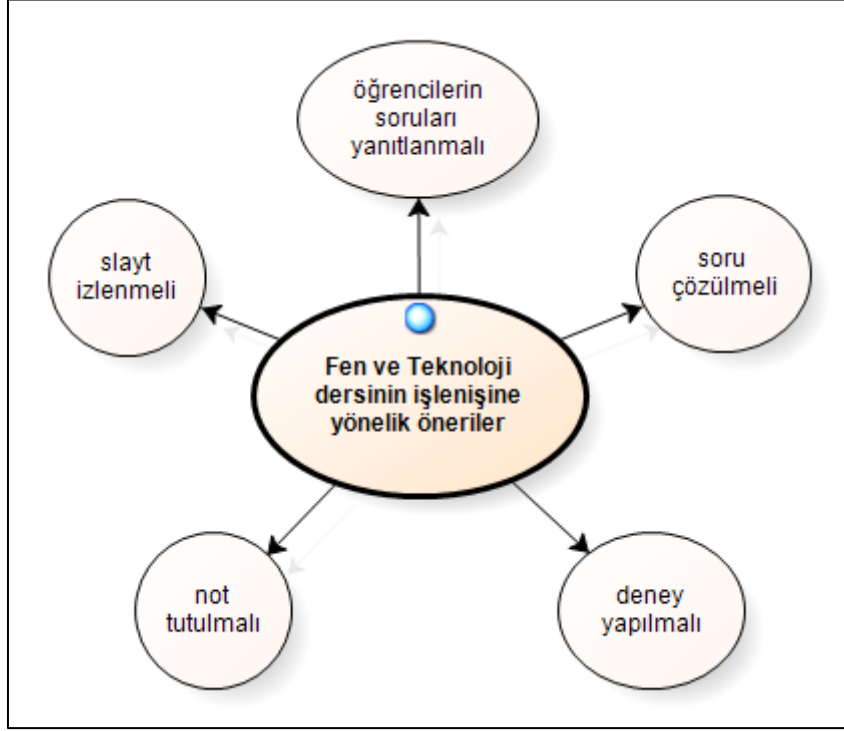 öğrencilerin
soruları
yanıtlanmalı
slayt
izlenmeli
soru
çözülmeli
Fen ve Teknoloji
dersinin işlenişine
yönelik öneriler
not
tutulmalı
deney
yapılmalı